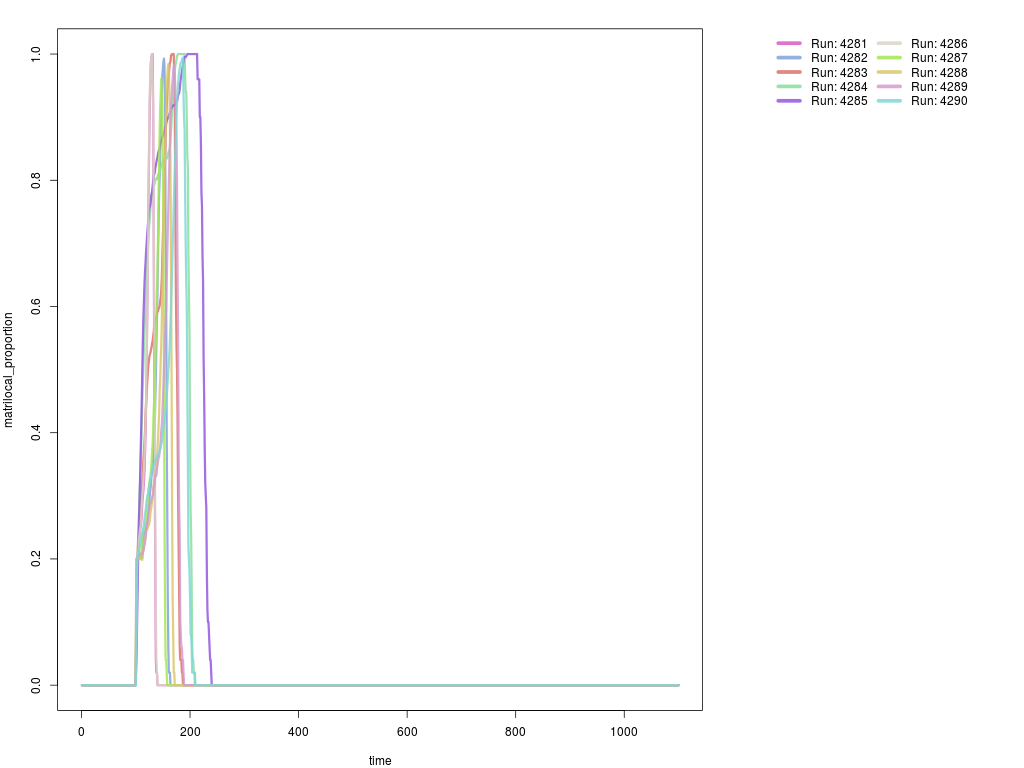 Run: 4281
Run: 4282
Run: 4283
Run: 4284
Run: 4285
Run: 4286
Run: 4287
Run: 4288
Run: 4289
Run: 4290
matrilocal_proportion
1.0
0.8
0.6
0.4
0.2
0.0
0 200 400 600 800 1000
time